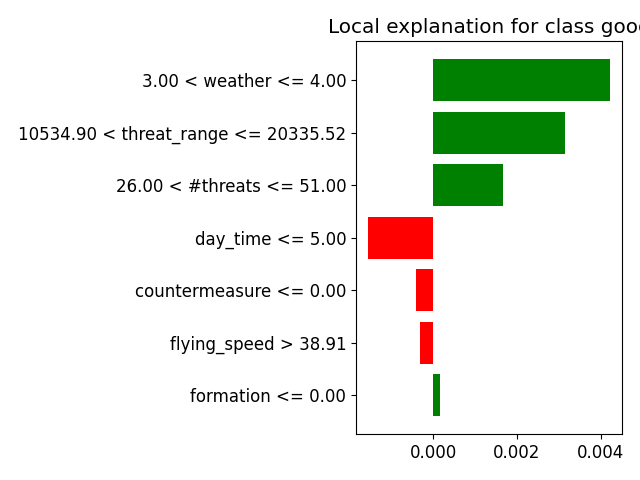 Local explanation for class goo
3.00 < weather <= 4.00
10534.90 < threat_range <= 20335.52
26.00 < #threats <= 51.00
day_time <= 5.00
countermeasure <= 0.00
flying_speed > 38.91
formation <= 0.00
0.000 0.002 0.004